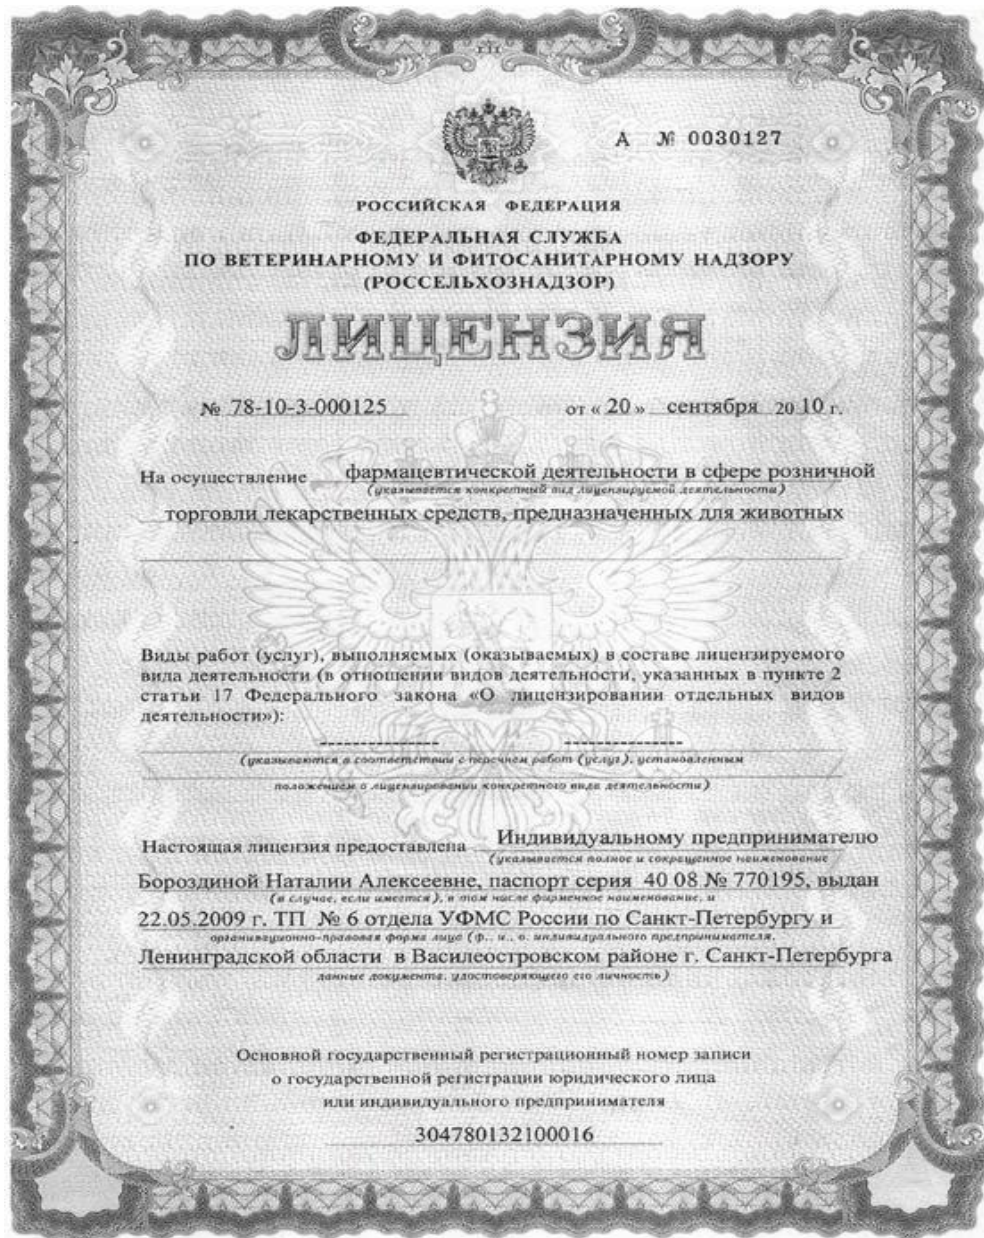 А № 0030127
РОССИЙСКАЯ ФЕДЕРАЦИЯ
ФЕДЕРАЛЬНАЯ СЛУЖБА
ПО ВЕТЕРИНАРНОМУ И ФИТОСАНИТАРНОМУ НАДЗОРУ
(РОССЕЛЬХОЗНАДЗОР)
ЛИЦЕНЗИЯ
№ 78-10-3-000125 от « 20 » сентября 20 10 г.
На осуществление фармацевтической деятельности в сфере розничной
(указывается конкретный вид лицензируемой деятельности)
торговли лекарственных средств, предназначенных для животных
Виды работ (услуг), выполняемых (оказываемых) в составе лицензируемого
вида деятельности (в отношении видов деятельности, указанных в пункте 2
статьи 17 Федерального закона «О лицензировании отдельных видов
деятельности»):
--------------- ---------------
(указываются в соответствии с перечнем работ (услуг), установленным
положением о лицензировании конкретного вида деятельности)
Настоящая лицензия предоставлена Индивидуальному предпринимателю
(указывается полное и сокращенное наименование
Бороздиной Наталии Алексеевне, паспорт серия 40 08 № 770195, выдан
(в случае, если имеется), в том числе фирменное наименование, и
22.05.2009 г. ТП № 6 отдела УФМС России по Санкт-Петербургу и
организационно-правовая форма лица (ф., и., о. индивидуального предпринимателя,
Ленинградской области в Василеостровском районе г. Санкт-Петербурга
данные документа, удостоверяющего его личность)
Основной государственный регистрационный номер записи
о государственной регистрации юридического лица
или индивидуального предпринимателя
304780132100016